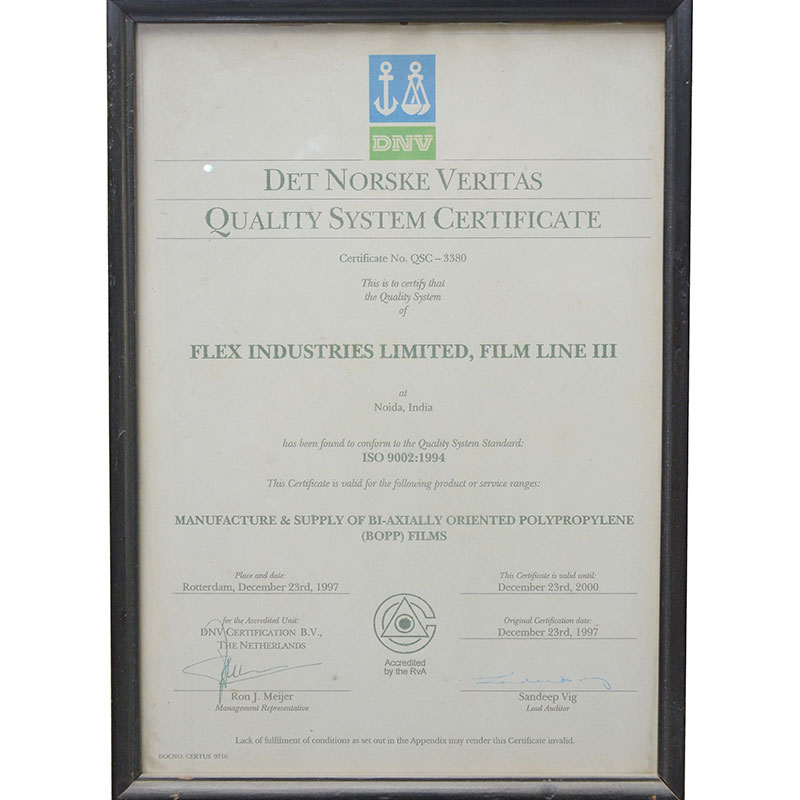 DNV
DET NORSKE VERITAS
QUALITY SYSTEM CERTIFICATE
Certificate No. QSC – 3380
This is to certify that
the Quality System
of
FLEX INDUSTRIES LIMITED, FILM LINE III
at
Noida, India
has been found to conform to the Quality System Standard:
ISO 9002:1994
This Certificate is valid for the following product or service ranges:
MANUFACTURE & SUPPLY OF BI-AXIALLY ORIENTED POLYPROPYLENE
(BOPP) FILMS
Place and date:
Rotterdam, December 23rd, 1997
for the Accredited Unit:
DNV CERTIFICATION B.V.,
THE NETHERLANDS
Ron J. Meijer
Management Representative
Accredited
by the RvA
This Certificate is valid until:
December 23rd, 2000
Original Certification date:
December 23rd, 1997
Sandeep Vig
Lead Auditor
Lack of fulfilment of conditions as set out in the Appendix may render this Certificate invalid.
DOCNO. CERTUS 9716